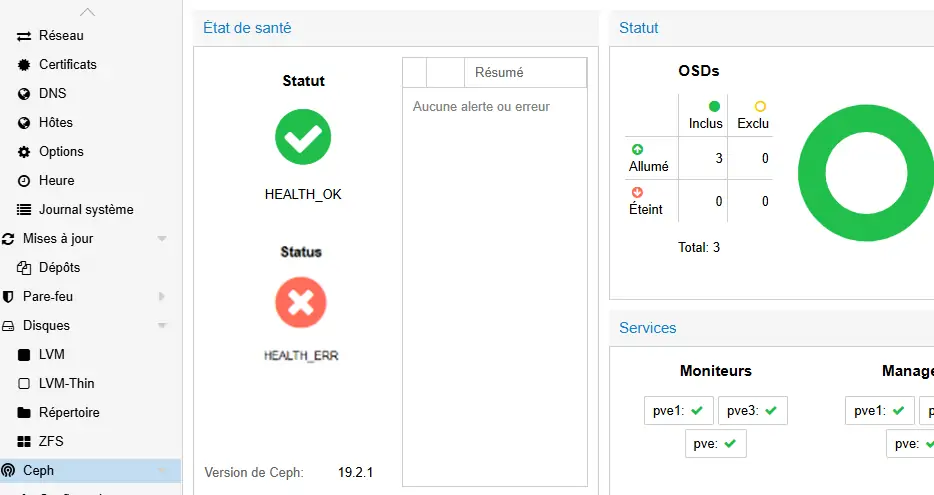 Réseau
Certificats
DNS
Hôtes
Options
Heure
Journal système
Mises à jour
Dépôts
Pare-feu
Disques
LVM
LVM-Thin
Répertoire
ZFS
Ceph
État de santé
Statut
HEALTH_OK
Status
HEALTH_ERR
Version de Ceph: 19.2.1
Résumé
Aucune alerte ou erreur
Statut
OSDs
Inclus Exclu
Allumé 3 0
Éteint 0 0
Total: 3
Services
Moniteurs
pve1: pve3:
pve:
Manage
pve1: p
pve: